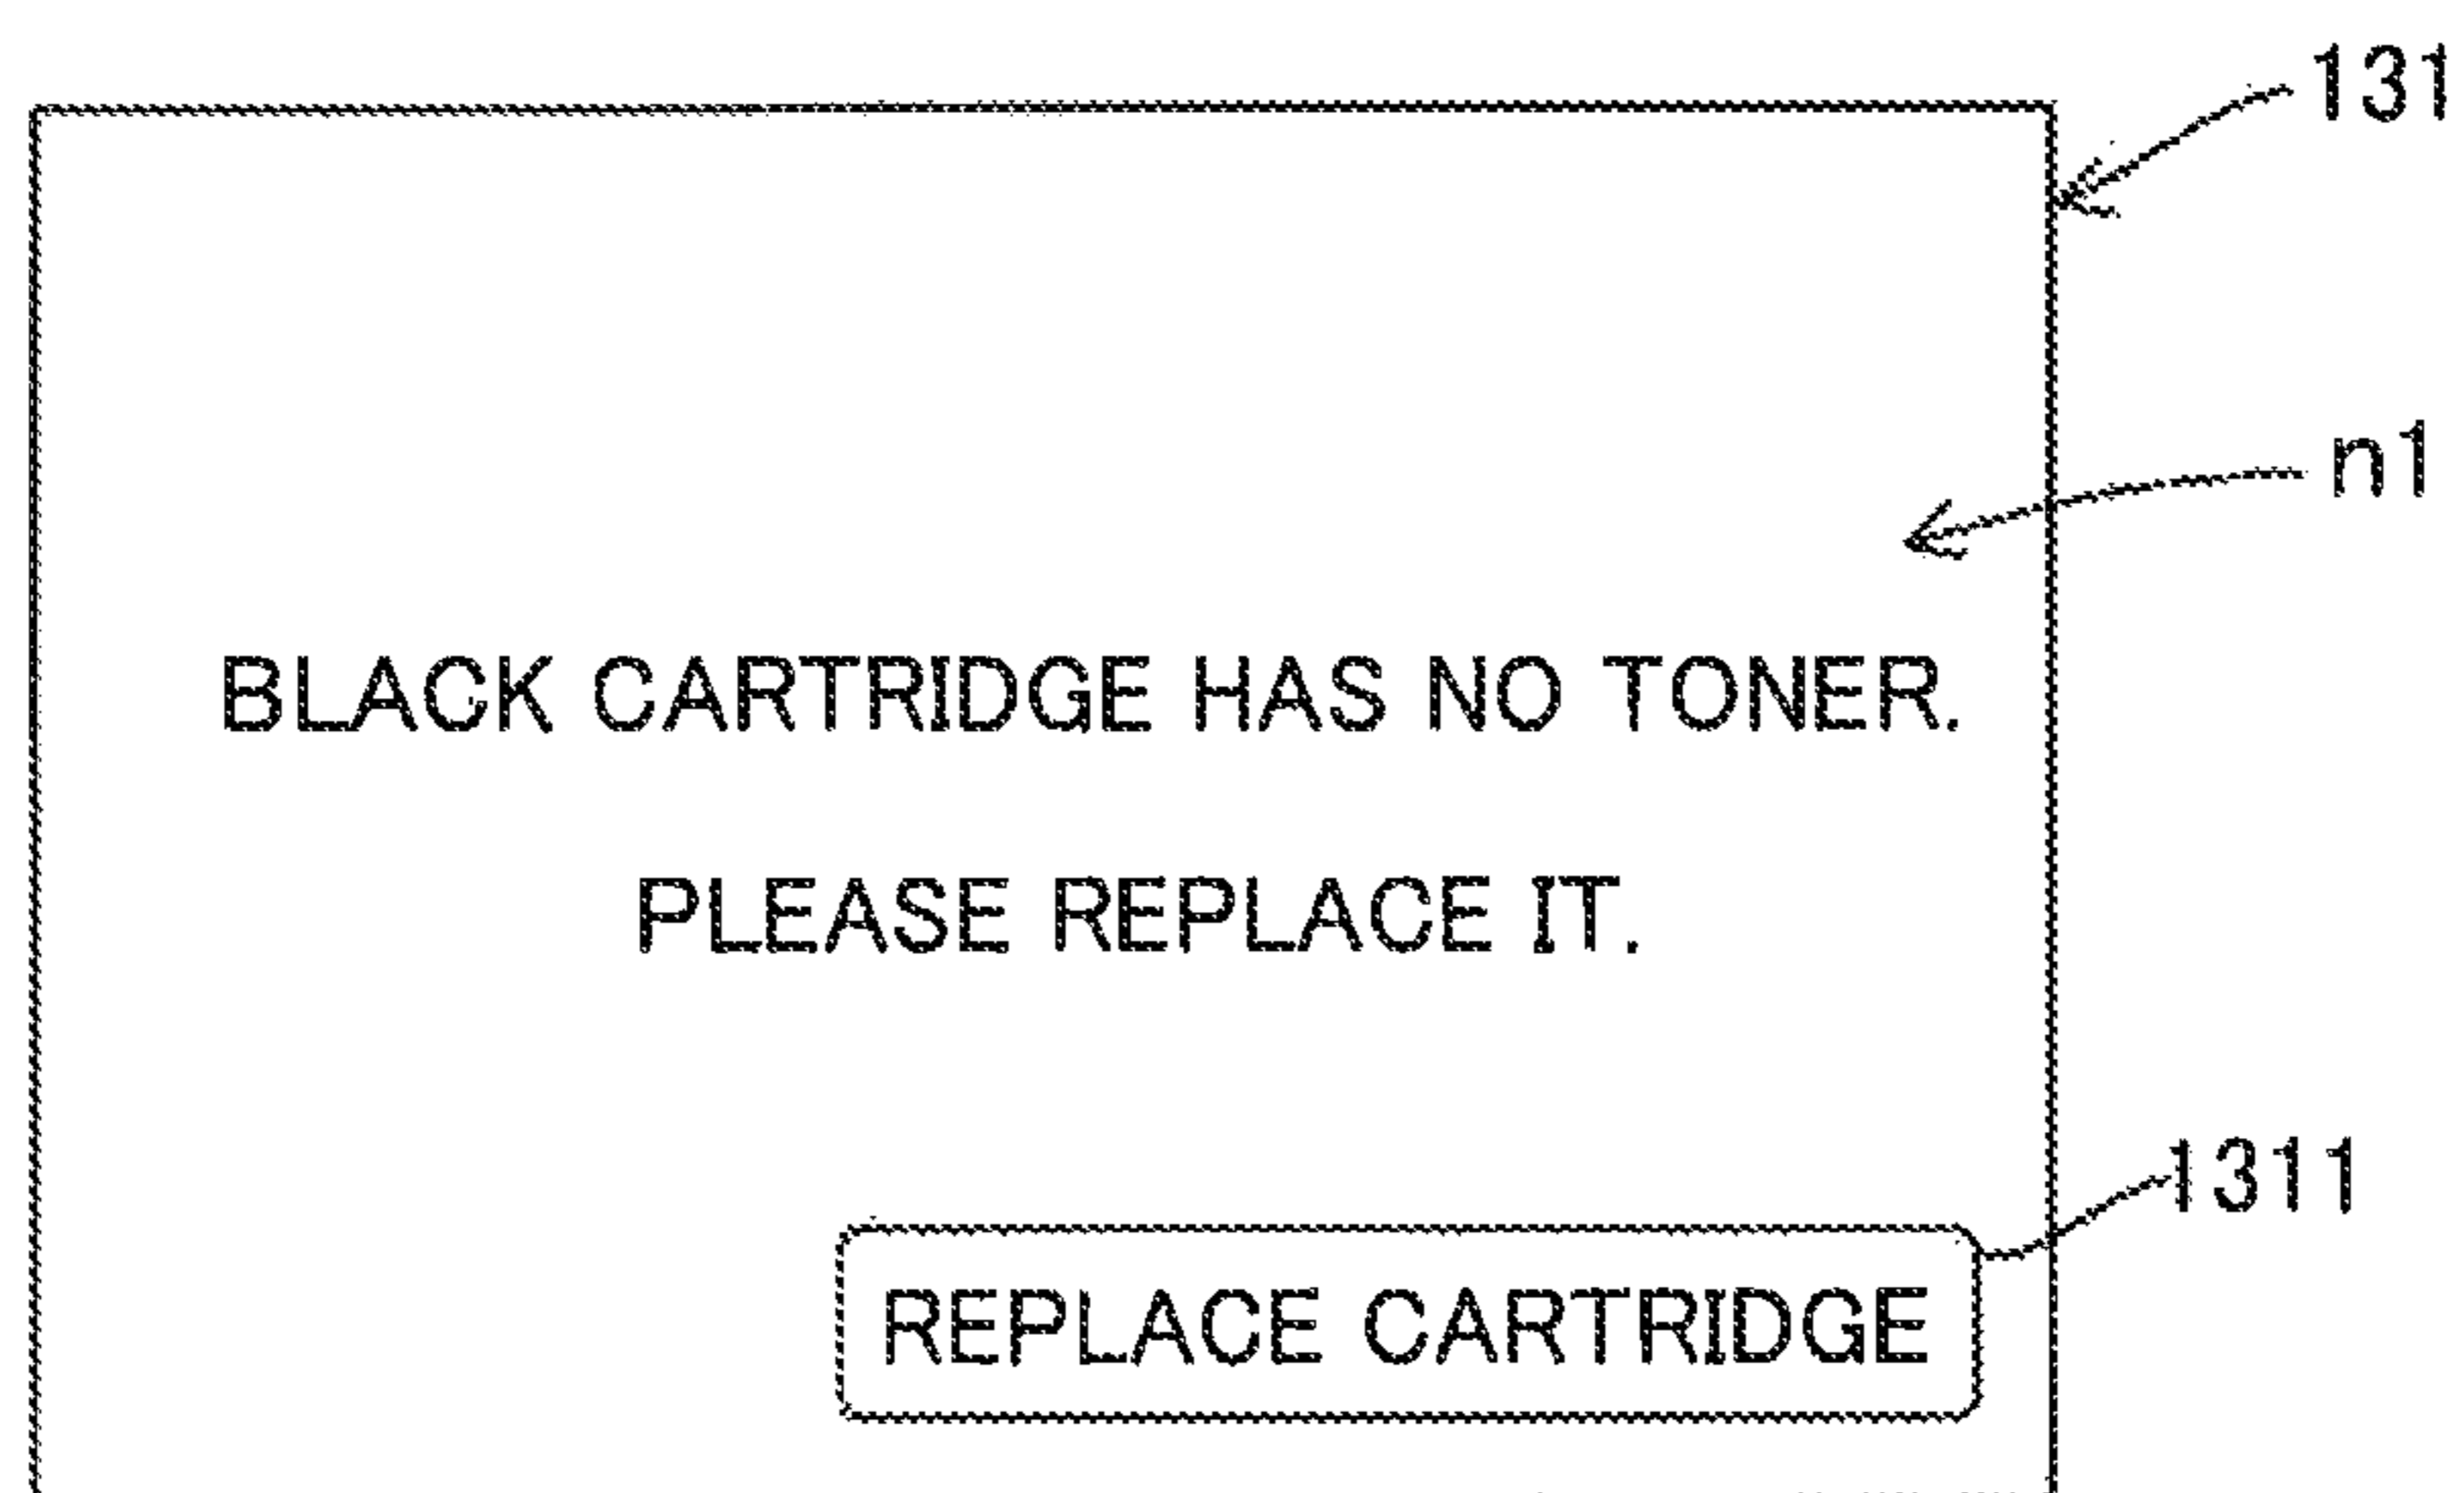 131
n1
BLACK CARTRIDGE HAS NO TONER.
PLEASE REPLACE IT.
1311
REPLACE CARTRIDGE